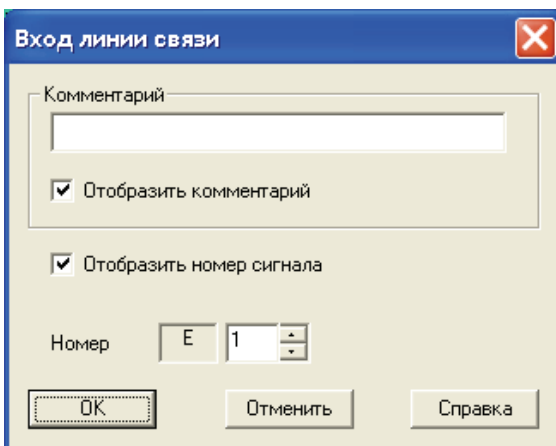 Вход линии связи
Комментарий
Отобразить комментарий
Отобразить номер сигнала
Номер E 1
OK Отменить Справка